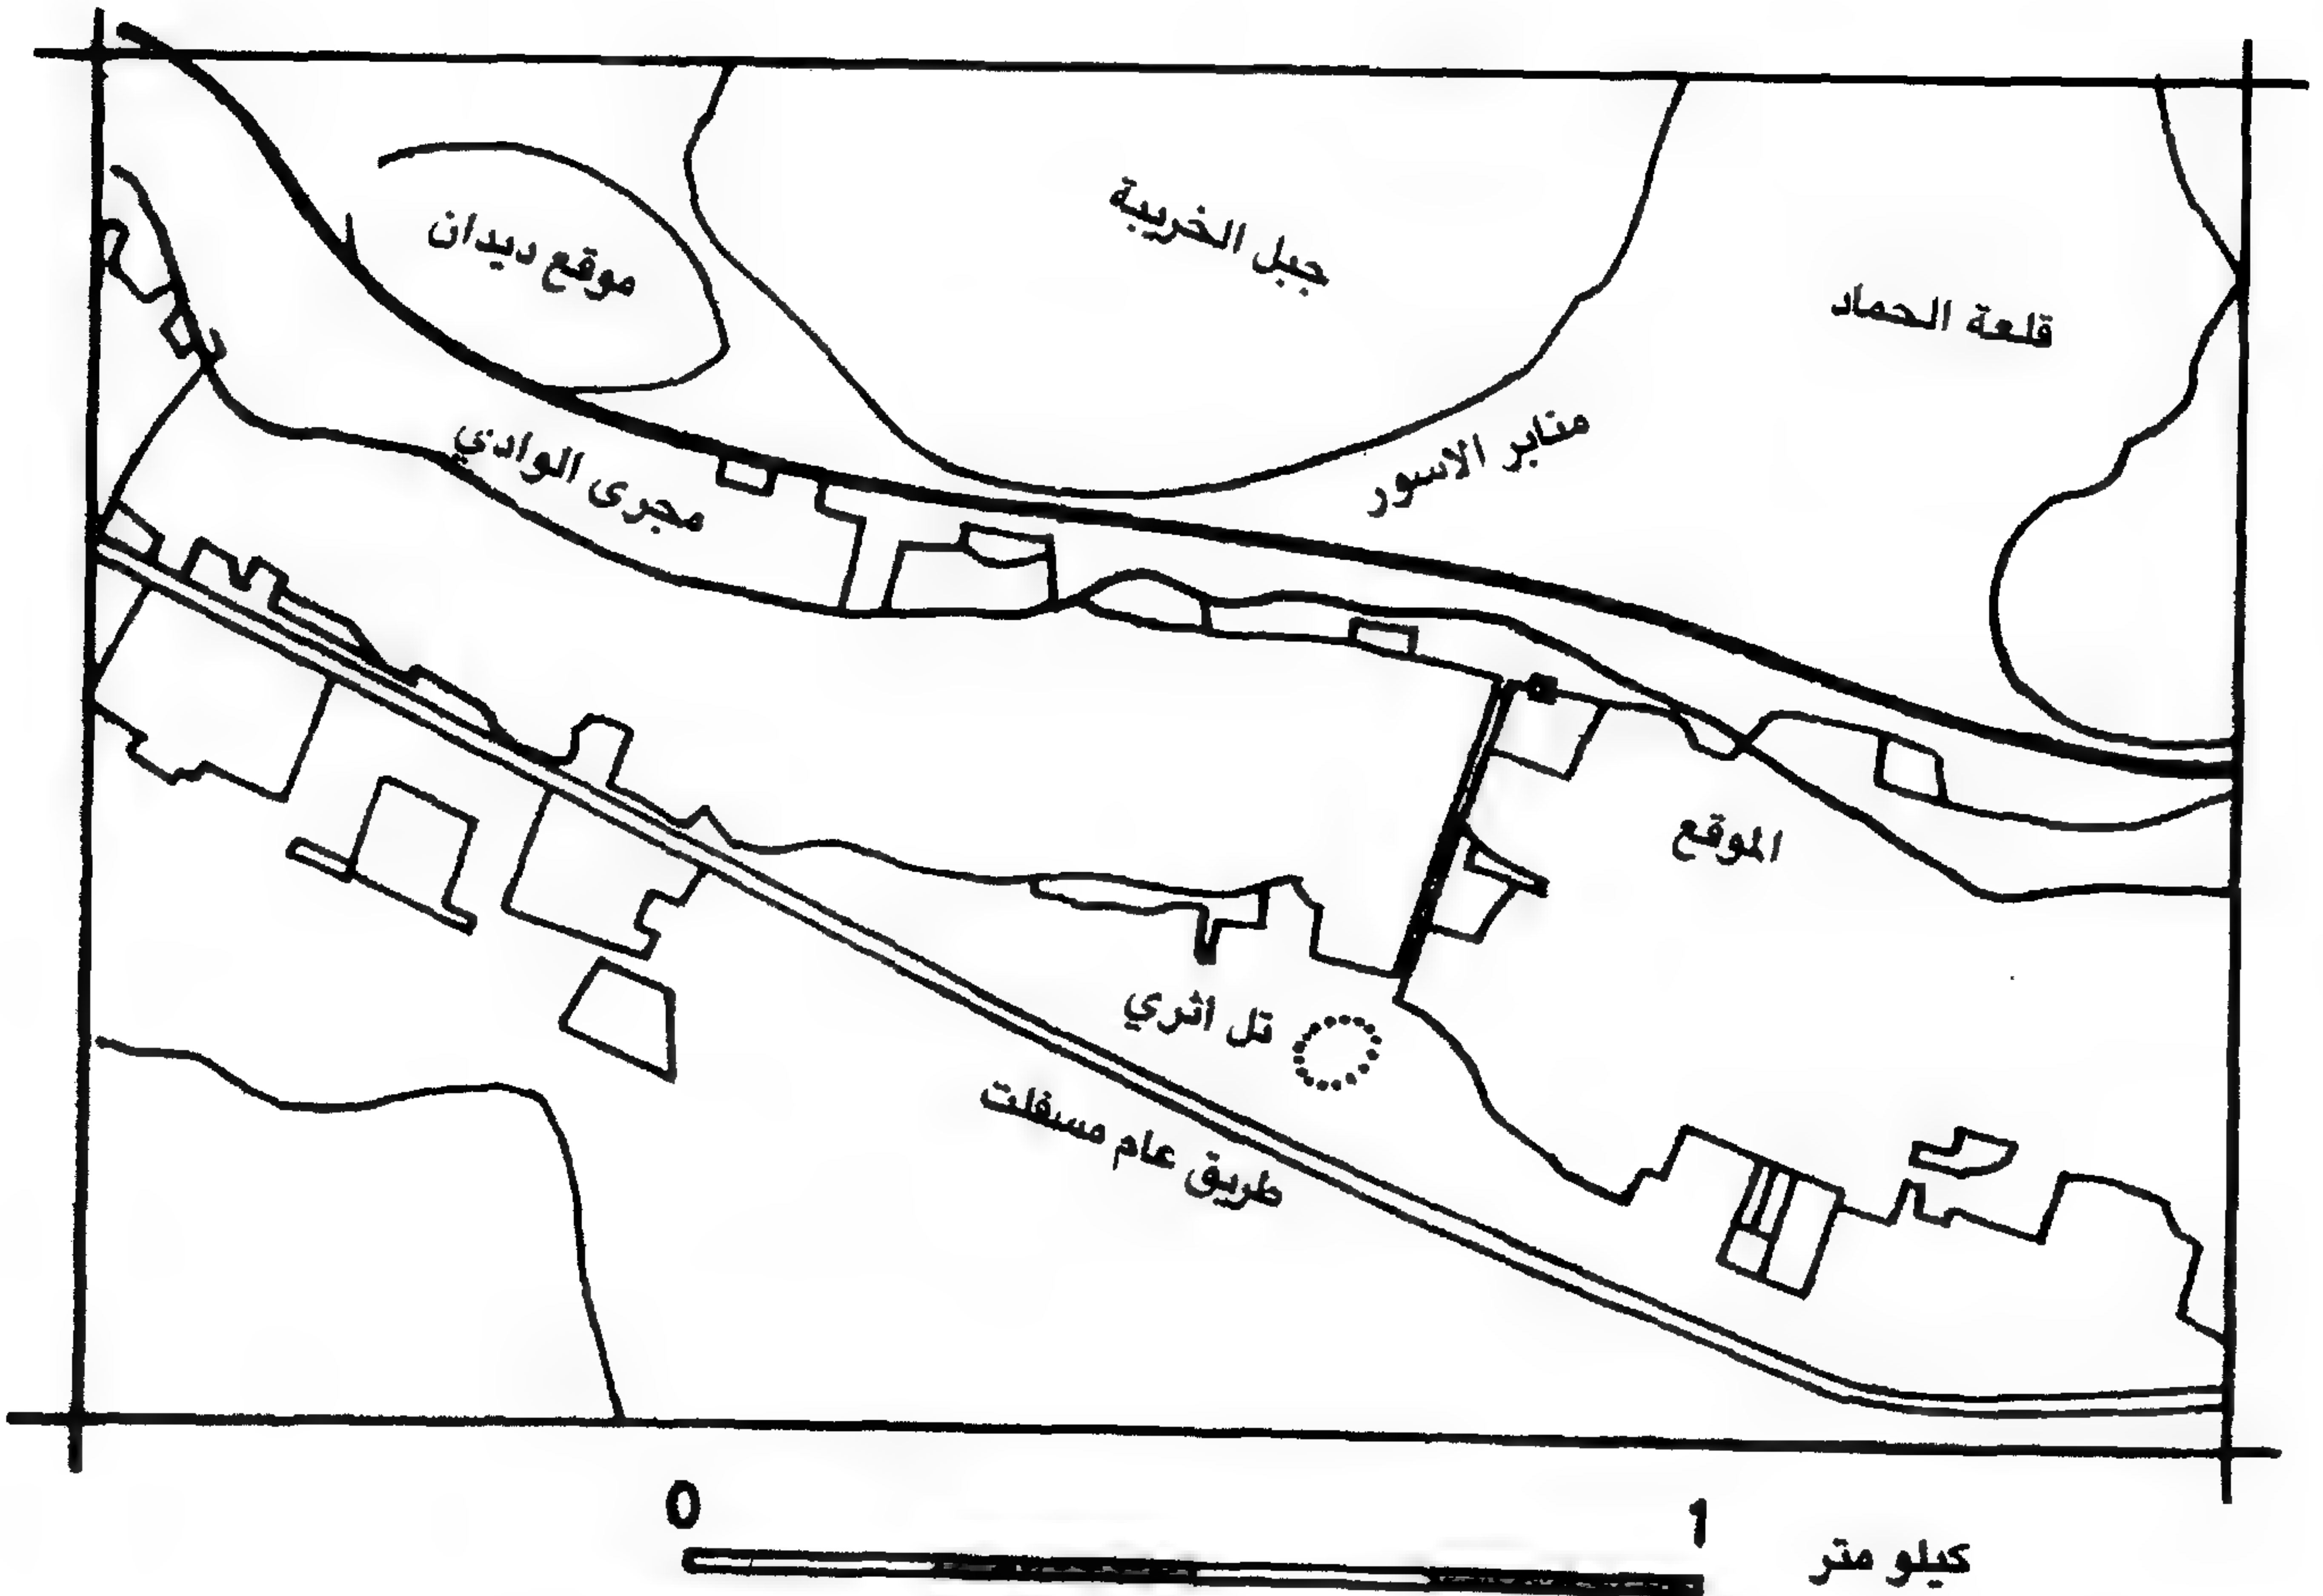 موقع ديدان
جبل الخريبة
قلعة الحماد
منابر الاسور
مجرى الوادي
الموقع
تل اثري
طريق عام مسفلت
0 1 كيلو متر